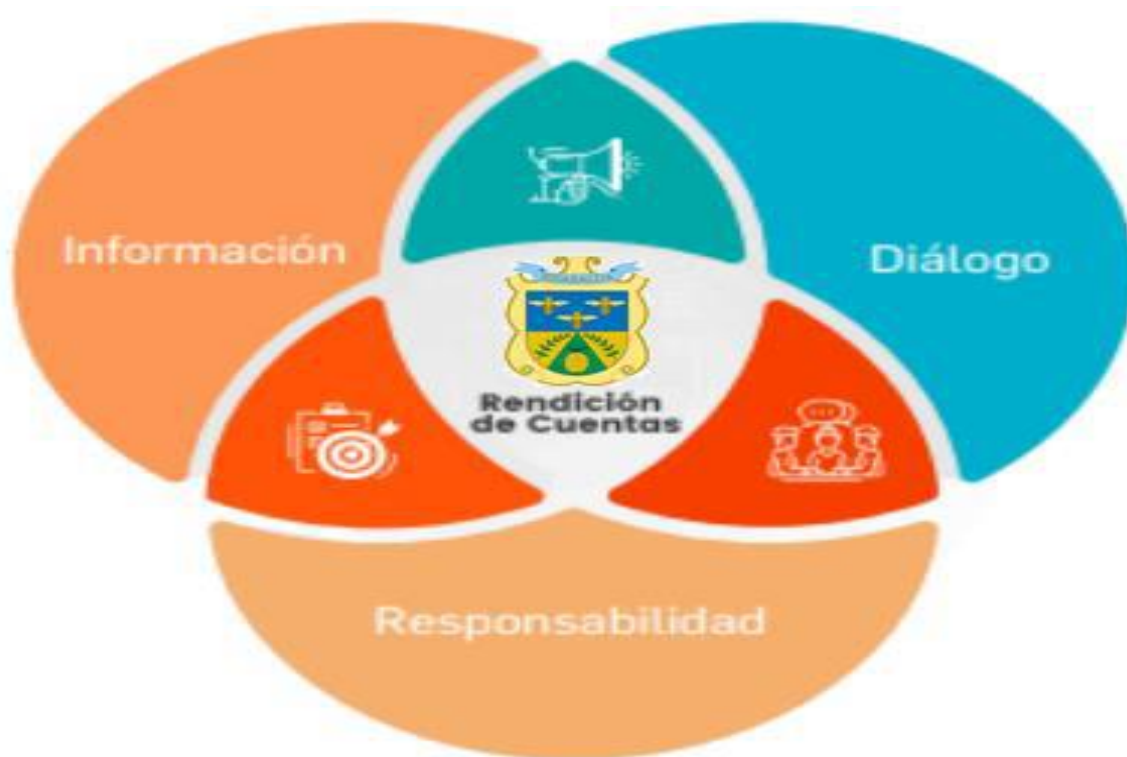 Información
Diálogo
Rendición
de Cuentas
Responsabilidad